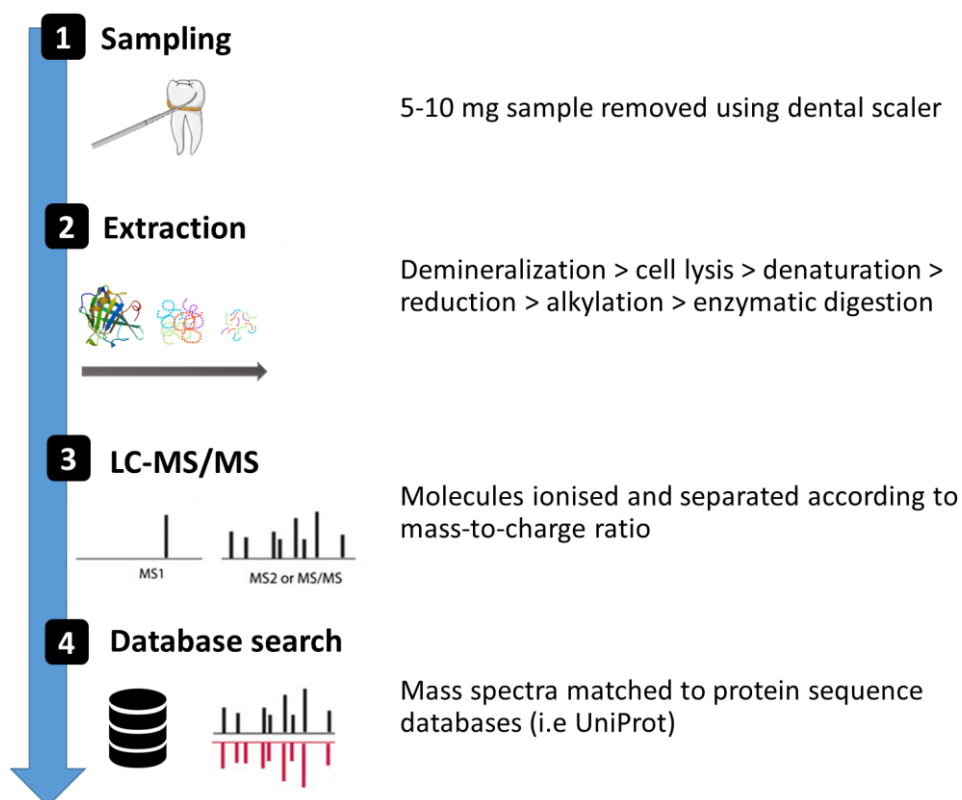 1 Sampling
5-10 mg sample removed using dental scaler
2 Extraction
Demineralization > cell lysis > denaturation >
reduction > alkylation > enzymatic digestion
3 LC-MS/MS
Molecules ionised and separated according to
mass-to-charge ratio
MS1
MS2 or MS/MS
4 Database search
Mass spectra matched to protein sequence
databases (i.e UniProt)